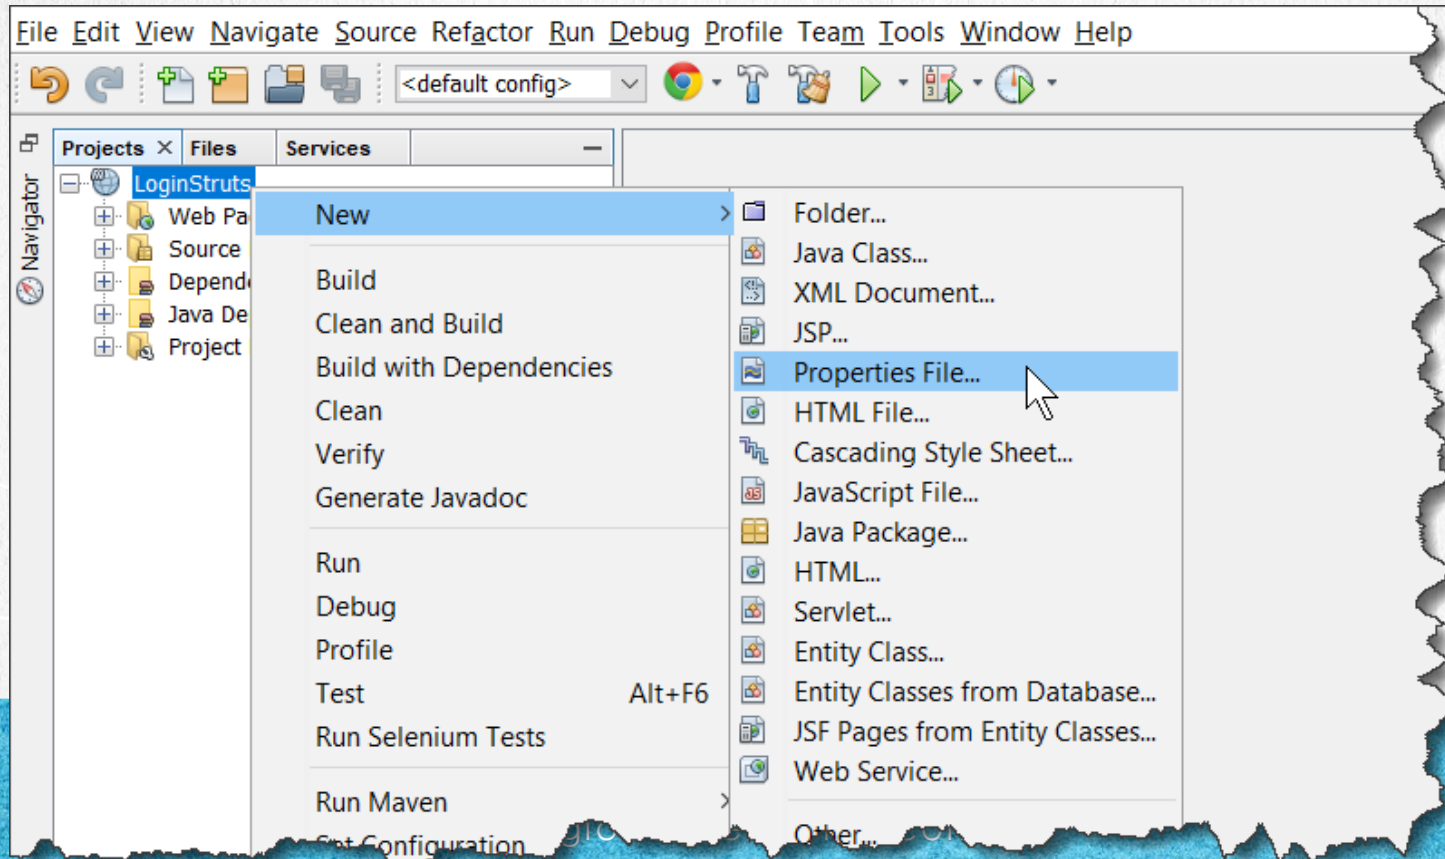 File Edit View Navigate Source Refactor Run Debug Profile Team Tools Window Help
<default config>
Projects Files Services
Navigator
LoginStruts
Web Pa
Source
Depende
Java De
Project
New
Build
Clean and Build
Build with Dependencies
Clean
Verify
Generate Javadoc
Run
Debug
Profile
Test Alt+F6
Run Selenium Tests
Run Maven
Set Configuration
Folder...
Java Class...
XML Document...
JSP...
Properties File...
HTML File...
Cascading Style Sheet...
JavaScript File...
Java Package...
HTML...
Servlet...
Entity Class...
Entity Classes from Database...
JSF Pages from Entity Classes...
Web Service...
Other...